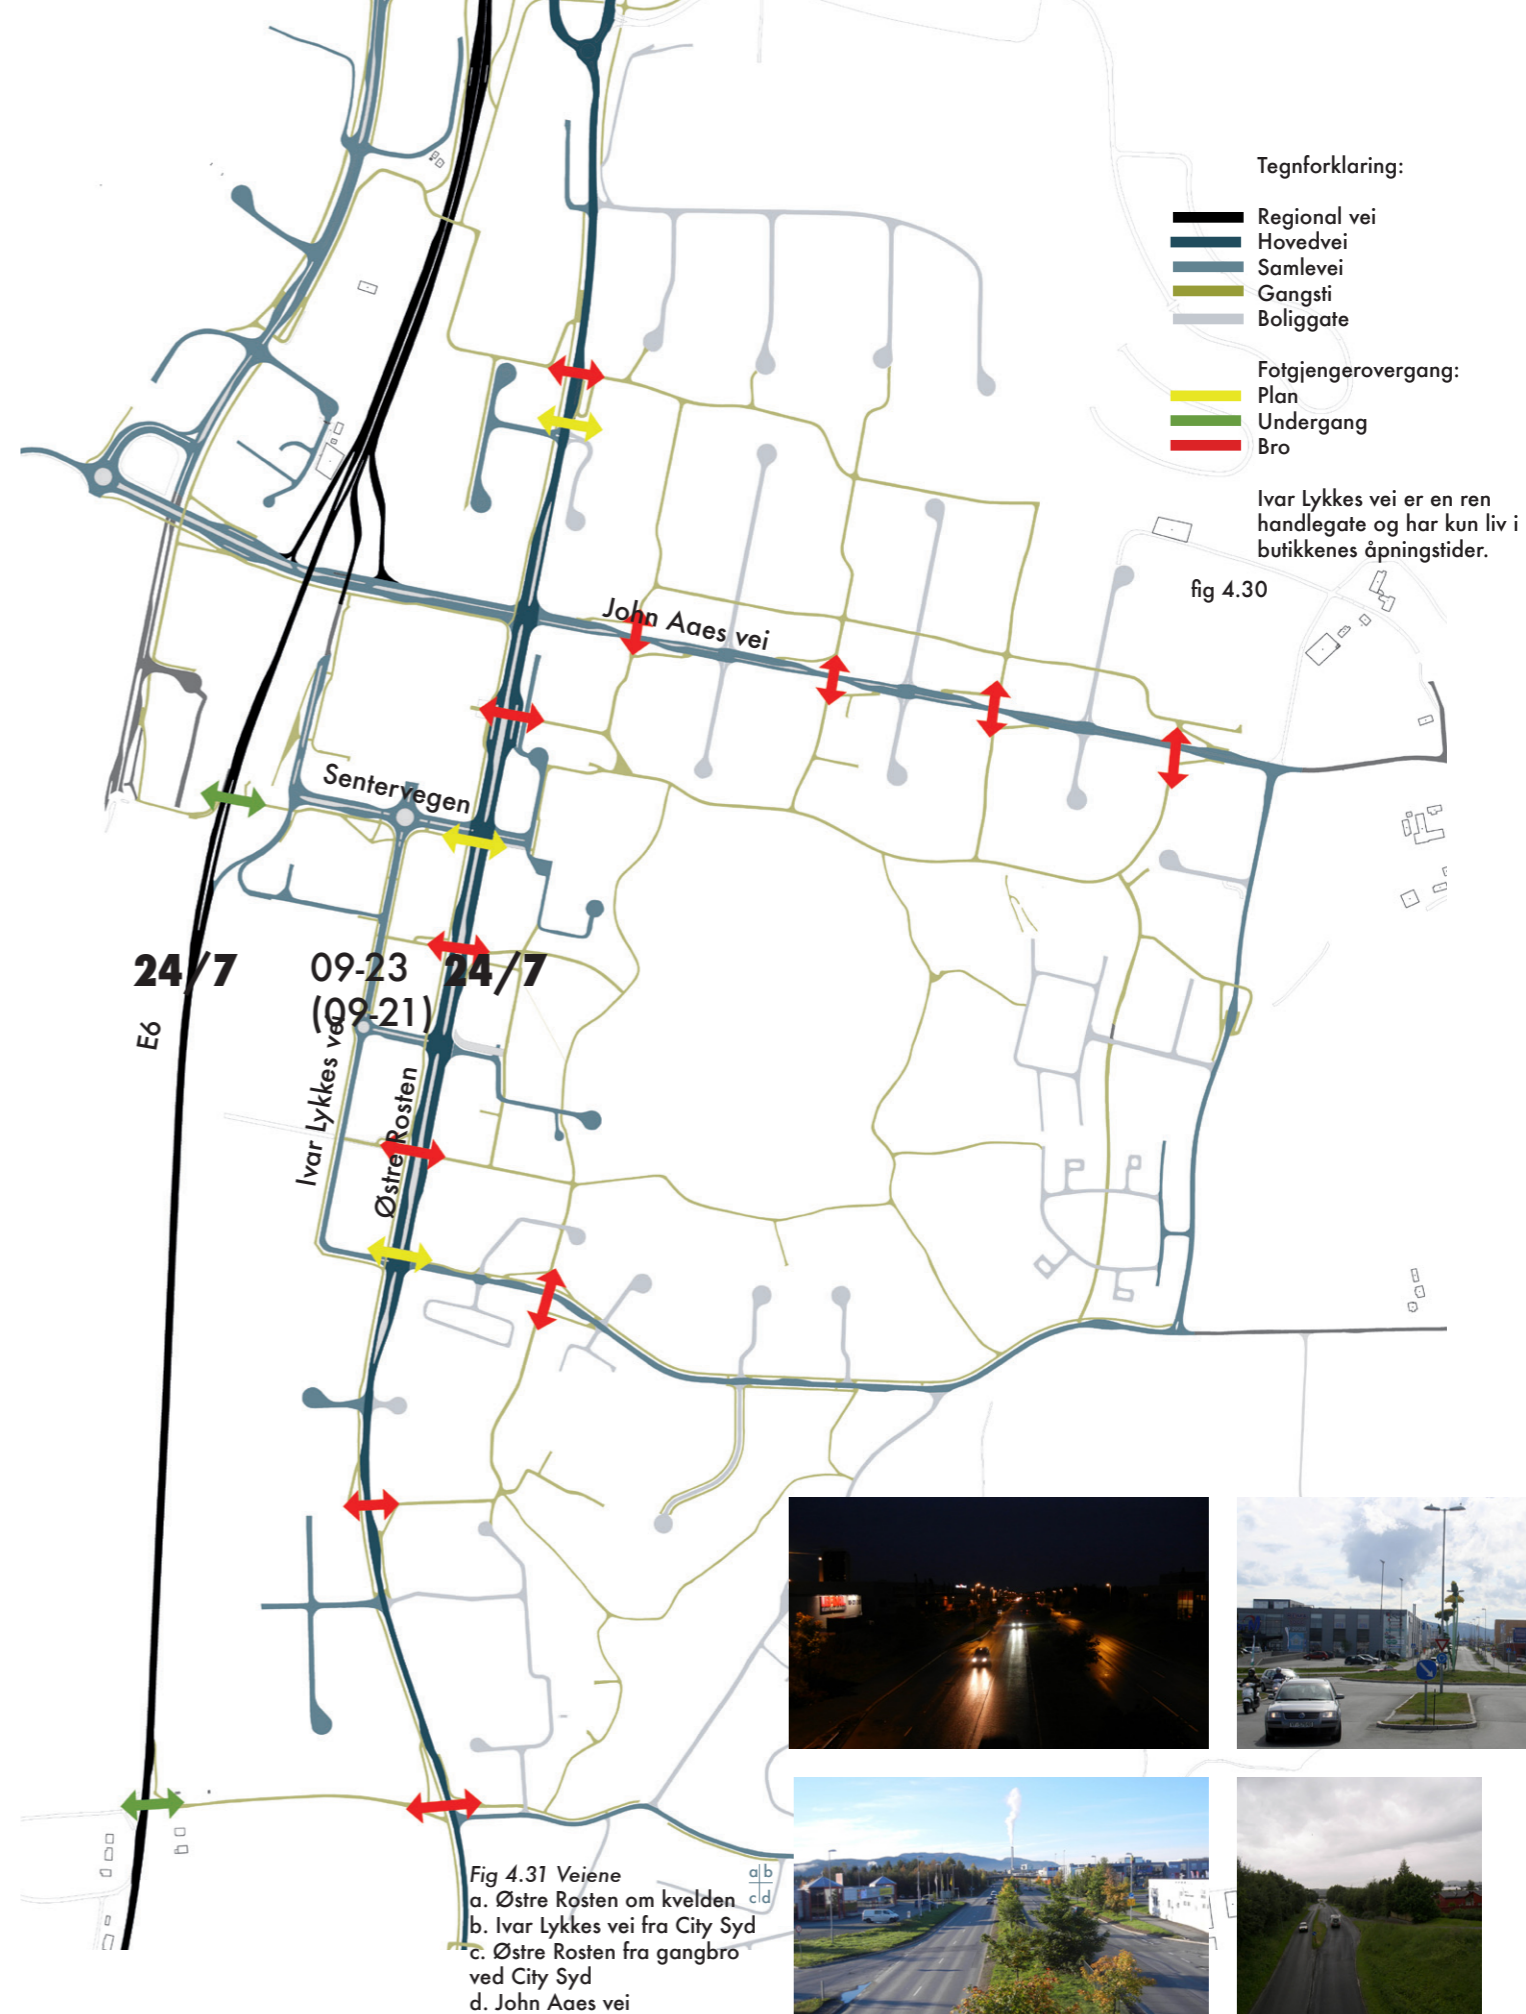 Tegnforklaring:
Regional vei
Hovedvei
Samlevei
Gangsti
Boliggate
Fotgjengerovergang:
Plan
Undergang
Bro
Ivar Lykkes vei er en ren
handlegate og har kun liv i
butikkenes åpningstider.
fig 4.30
John Aaes vei
Sentervegen
24/7
09-23
(09-21)
24/7
E6
Ivar Lykkes vei
Østre Rosten
Fig 4.31 Veiene
a. Østre Rosten om kvelden
b. Ivar Lykkes vei fra City Syd
c. Østre Rosten fra gangbro
ved City Syd
d. John Aaes vei
a b
c d